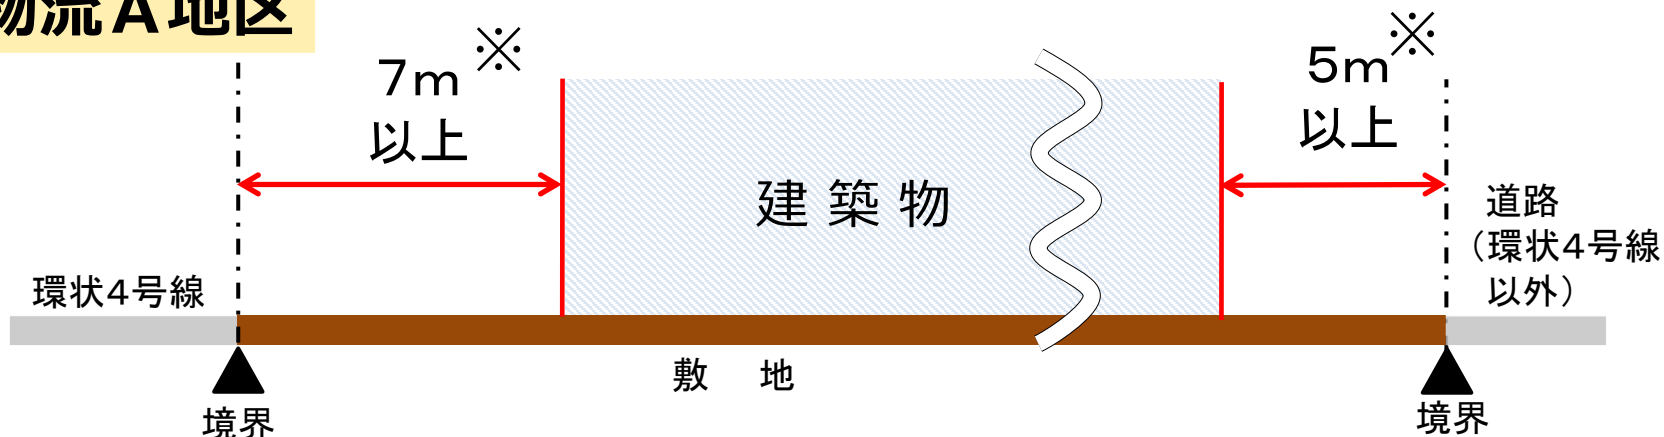 物流A地区
7m※
以上
5m※
以上
建築物
道路
（環状4号線
以外）
環状4号線
敷地
境界
境界